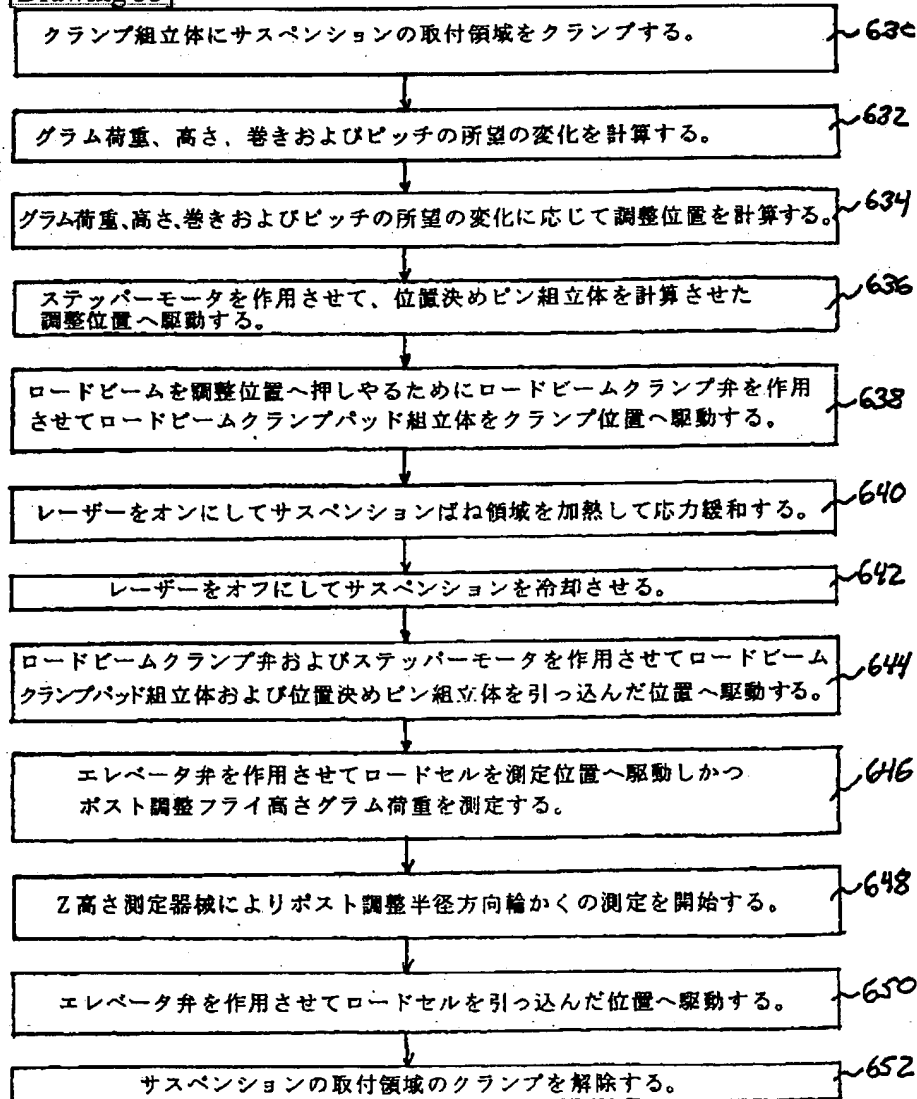 クランプ組立体にサスペンションの取付領域をクランプする。
630
グラム荷重、高さ、巻きおよびピッチの所望の変化を計算する。
632
グラム荷重、高さ、巻きおよびピッチの所望の変化に応じて調整位置を計算する。
634
ステッパーモータを作用させて、位置決めピン組立体を計算させた
調整位置へ駆動する。
636
ロードビームを調整位置へ押しやるためにロードビームクランプ弁を作用
させてロードビームクランプパッド組立体をクランプ位置へ駆動する。
638
レーザーをオンにしてサスペンションばね領域を加熱して応力緩和する。
640
レーザーをオフにしてサスペンションを冷却させる。
642
ロードビームクランプ弁およびステッパーモータを作用させてロードビーム
クランプパッド組立体および位置決めピン組立体を引っ込んだ位置へ駆動する。
644
エレベータ弁を作用させてロードセルを測定位置へ駆動しかつ
ポスト調整フライ高さグラム荷重を測定する。
646
Z高さ測定器械によりポスト調整半径方向輪かくの測定を開始する。
648
エレベータ弁を作用させてロードセルを引っ込んだ位置へ駆動する。
650
サスペンションの取付領域のクランプを解除する。
652